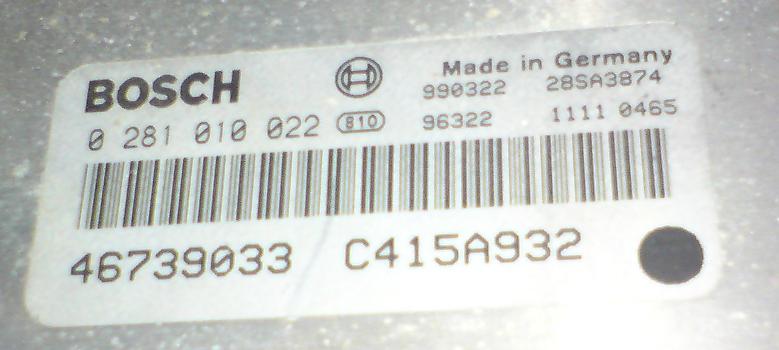 BOSCH
Made in Germany
990322 28SA3874
0 281 010 022 810 96322 1111 0465
46739033 C415A932